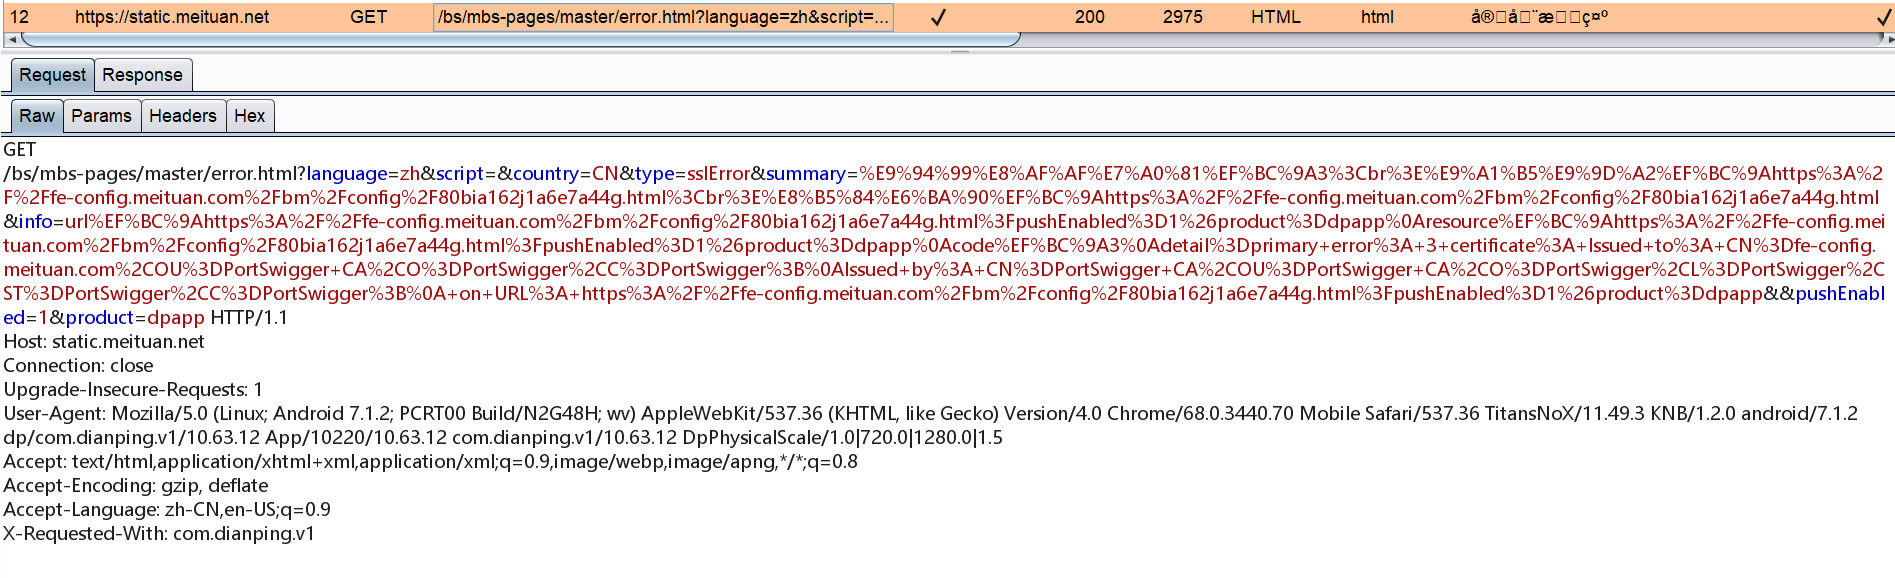 12 https://static.meituan.net GET /bs/mbs-pages/master/error.html?language=zh&script=... ✓ 200 2975 HTML html å®□å□¨æ□□ç¤º ✓
Request Response
Raw Params Headers Hex
GET
/bs/mbs-pages/master/error.html?language=zh&script=&country=CN&type=sslError&summary=%E9%94%99%E8%AF%AF%E7%A0%81%EF%BC%9A3%3Cbr%3E%E9%A1%B5%E9%9D%A2%EF%BC%9Ahttps%3A%2
F%2Ffe-config.meituan.com%2Fbm%2Fconfig%2F80bia162j1a6e7a44g.html%3Cbr%3E%E8%B5%84%E6%BA%90%EF%BC%9Ahttps%3A%2F%2Ffe-config.meituan.com%2Fbm%2Fconfig%2F80bia162j1a6e7a44g.html
&info=url%EF%BC%9Ahttps%3A%2F%2Ffe-config.meituan.com%2Fbm%2Fconfig%2F80bia162j1a6e7a44g.html%3FpushEnabled%3D1%26product%3Ddpapp%0Aresource%EF%BC%9Ahttps%3A%2F%2Ffe-config.mei
tuan.com%2Fbm%2Fconfig%2F80bia162j1a6e7a44g.html%3FpushEnabled%3D1%26product%3Ddpapp%0Acode%EF%BC%9A3%0Adetail%3Dprimary+error%3A+3+certificate%3A+Issued+to%3A+CN%3Dfe-config.
meituan.com%2COU%3DPortSwigger+CA%2CO%3DPortSwigger%2CC%3DPortSwigger%3B%0AIssued+by%3A+CN%3DPortSwigger+CA%2COU%3DPortSwigger+CA%2CO%3DPortSwigger%2CL%3DPortSwigger%2C
ST%3DPortSwigger%2CC%3DPortSwigger%3B%0A+on+URL%3A+https%3A%2F%2Ffe-config.meituan.com%2Fbm%2Fconfig%2F80bia162j1a6e7a44g.html%3FpushEnabled%3D1%26product%3Ddpapp&&pushEnabl
ed=1&product=dpapp HTTP/1.1
Host: static.meituan.net
Connection: close
Upgrade-Insecure-Requests: 1
User-Agent: Mozilla/5.0 (Linux; Android 7.1.2; PCRT00 Build/N2G48H; wv) AppleWebKit/537.36 (KHTML, like Gecko) Version/4.0 Chrome/68.0.3440.70 Mobile Safari/537.36 TitansNoX/11.49.3 KNB/1.2.0 android/7.1.2
dp/com.dianping.v1/10.63.12 App/10220/10.63.12 com.dianping.v1/10.63.12 DpPhysicalScale/1.0|720.0|1280.0|1.5
Accept: text/html,application/xhtml+xml,application/xml;q=0.9,image/webp,image/apng,*/*;q=0.8
Accept-Encoding: gzip, deflate
Accept-Language: zh-CN,en-US;q=0.9
X-Requested-With: com.dianping.v1